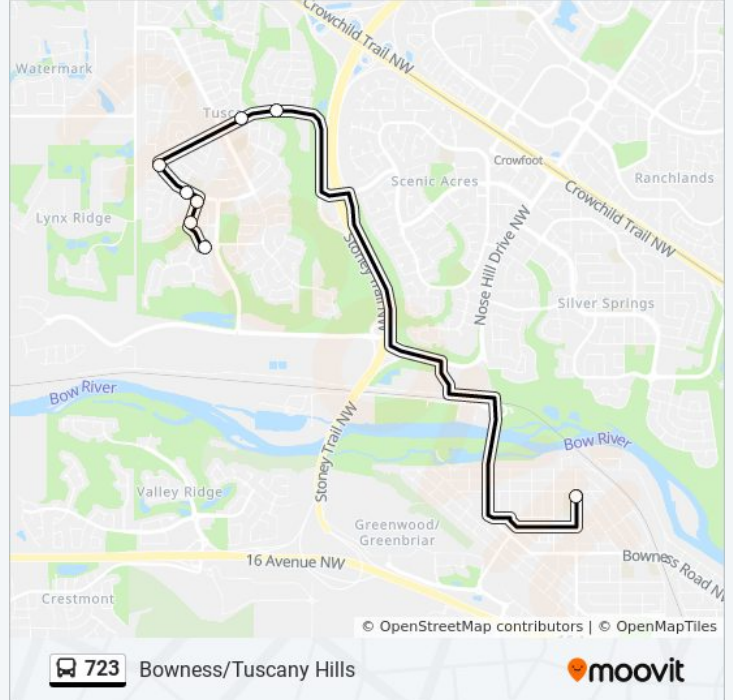 Crowchild Trail NW
Watermark
Tusca
Crowfoot
Scenic Acres
Ranchlands
Crowchild Trail NW
Lynx Ridge
Nose Hill Drive NW
Stoney Trail NW
Silver Springs
Bow River
Stoney Trail NW
Bow River
Valley Ridge
Greenwood/
Greenbriar
16 Avenue NW
Bowness Road NW
Crestmont
© OpenStreetMap contributors | © OpenMapTiles
723 Bowness/Tuscany Hills
moovit